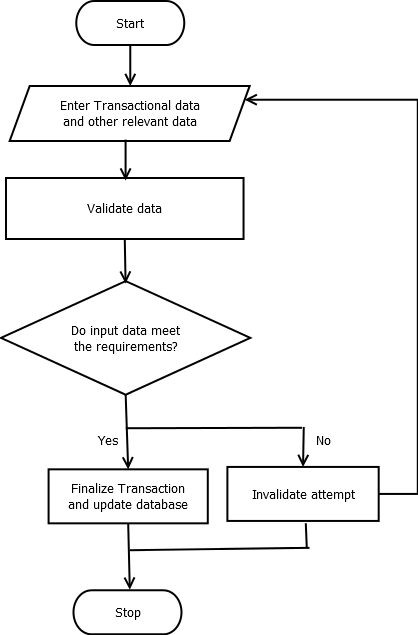 Start
Enter Transactional data
and other relevant data
Validate data
Do input data meet
the requirements?
Yes
No
Finalize Transaction
and update database
Invalidate attempt
Stop